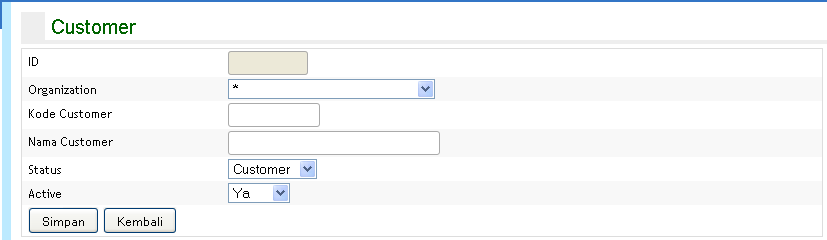 Customer
ID
Organization *
Kode Customer
Nama Customer
Status Customer
Active Ya
Simpan Kembali